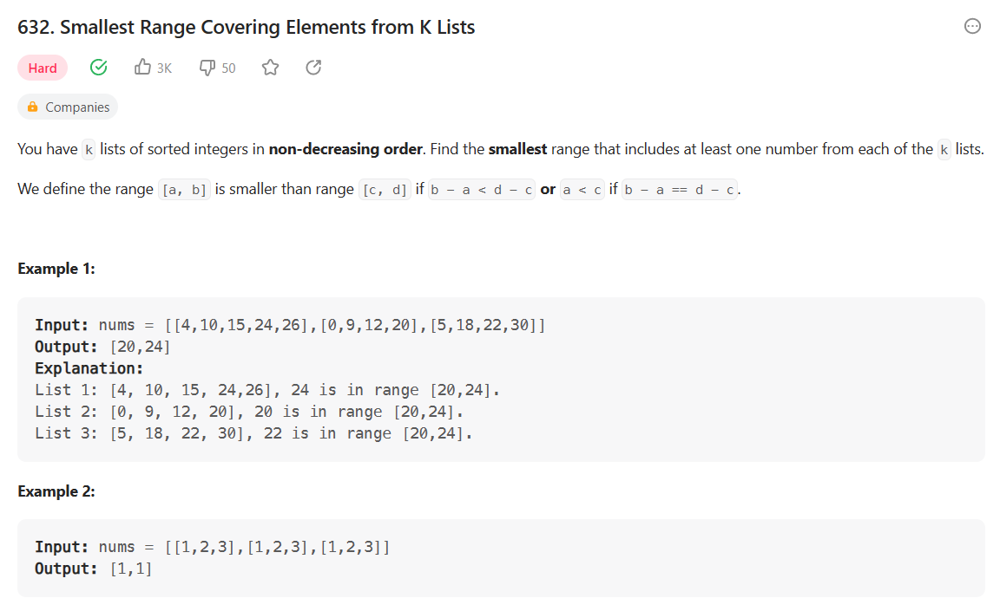 632. Smallest Range Covering Elements from K Lists
Hard 3K 50
Companies
You have k lists of sorted integers in non-decreasing order. Find the smallest range that includes at least one number from each of the k lists.
We define the range [a, b] is smaller than range [c, d] if b - a < d - c or a < c if b - a == d - c.
Example 1:
Input: nums = [[4,10,15,24,26],[0,9,12,20],[5,18,22,30]]
Output: [20,24]
Explanation:
List 1: [4, 10, 15, 24,26], 24 is in range [20,24].
List 2: [0, 9, 12, 20], 20 is in range [20,24].
List 3: [5, 18, 22, 30], 22 is in range [20,24].
Example 2:
Input: nums = [[1,2,3],[1,2,3],[1,2,3]]
Output: [1,1]